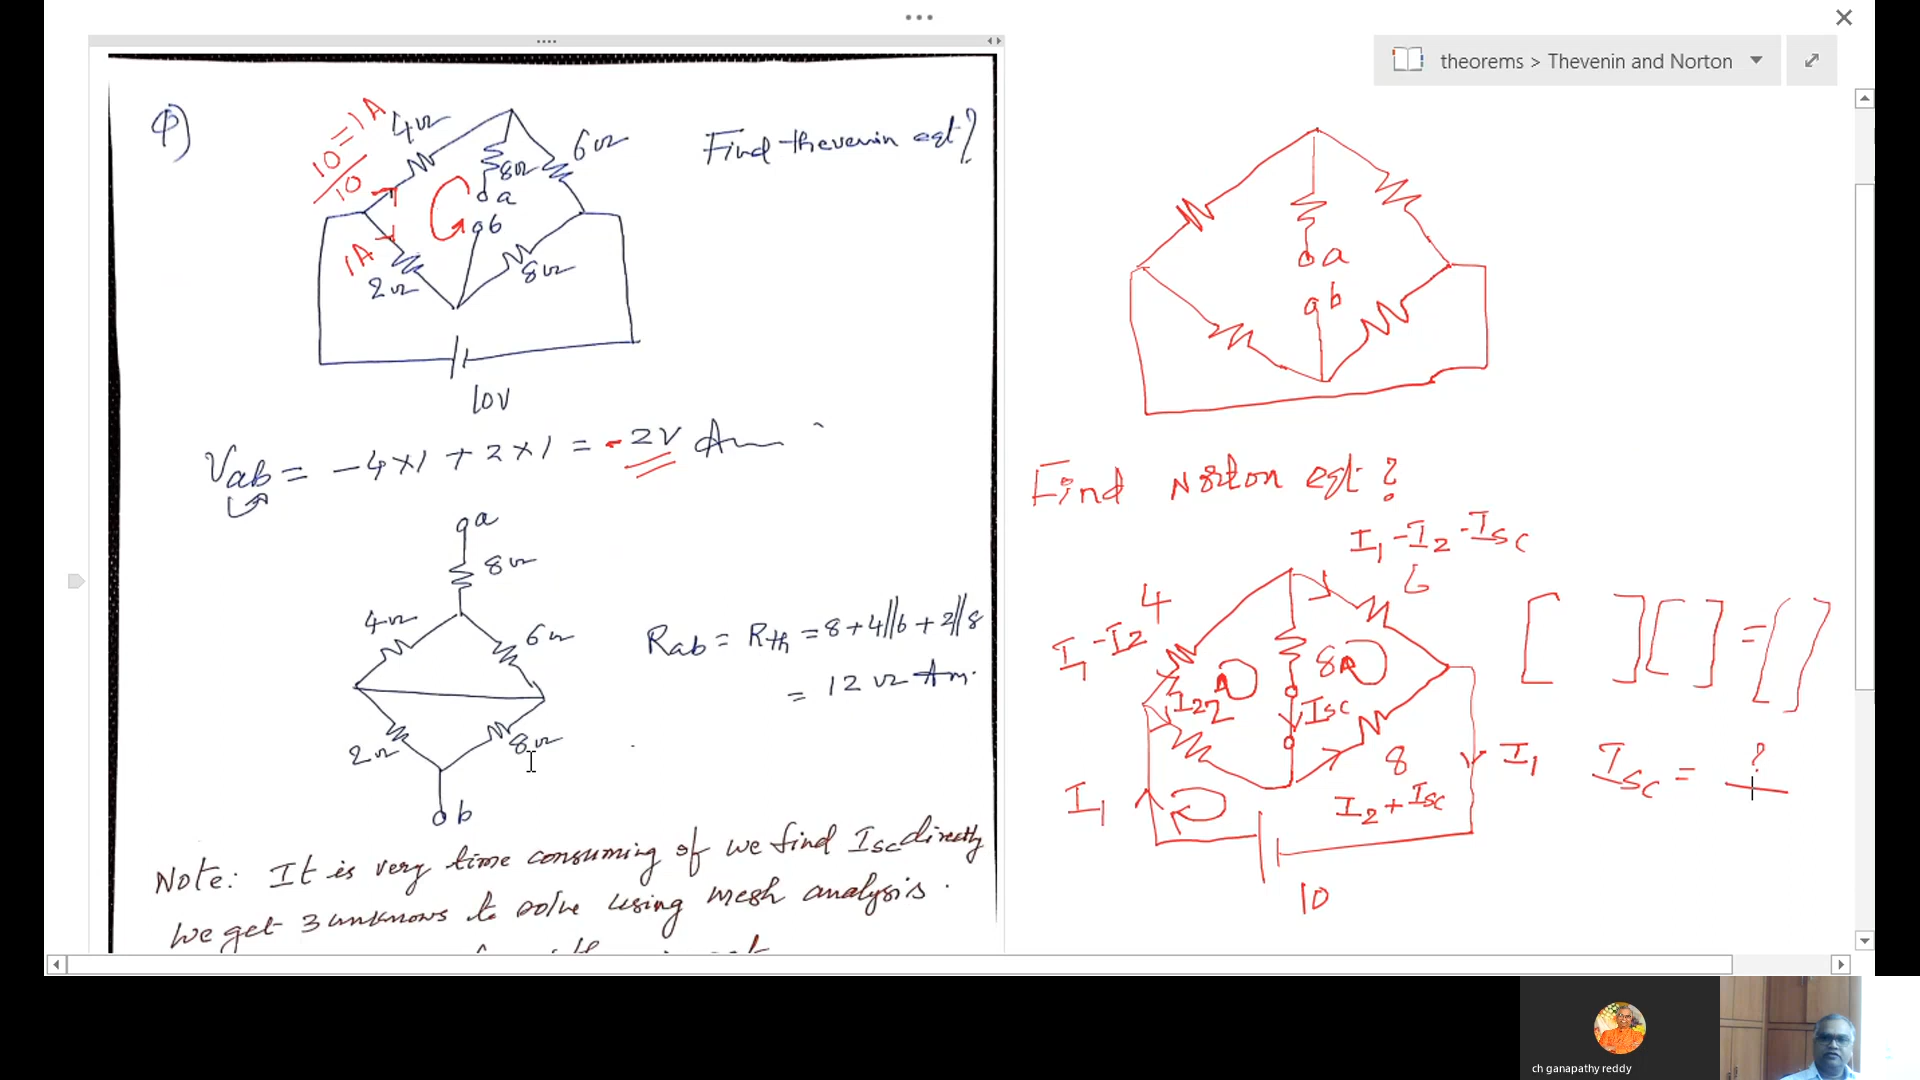 theorems > Thevenin and Norton
Q)
10/10 = 1A
4Ω
6Ω
8Ω
a
b
1A
2Ω
8Ω
10V
Find thevenin eqt?
Vab = -4×1 + 2×1 = -2V Ans
a
8Ω
4Ω
6Ω
2Ω
8Ω
b
Rab = Rth = 8+4||6+2||8
= 12Ω Ans.
Note: It is very time consuming if we find Isc directly
we get 3 unknows to solve using mesh analysis.
a
b
Find Norton eqt?
I1-I2-Isc
4
6
I1-I2
8
I2
2
Isc
8
I1
I2+Isc
I1
10
[ ] [ ] = [ ]
Isc = ?
ch ganapathy reddy